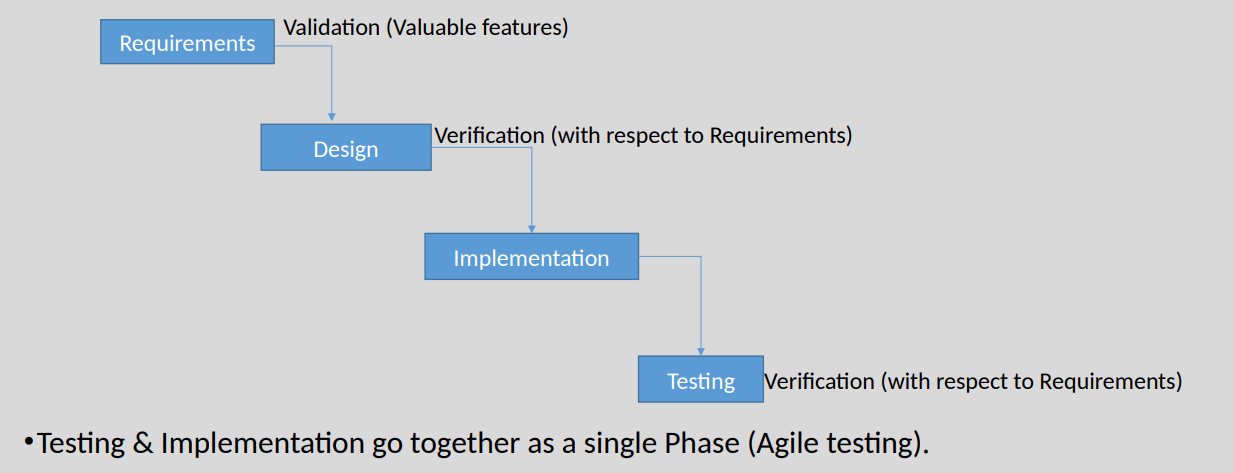 Validation (Valuable features)
Requirements
Verification (with respect to Requirements)
Design
Implementation
Testing
Verification (with respect to Requirements)
•Testing & Implementation go together as a single Phase (Agile testing).